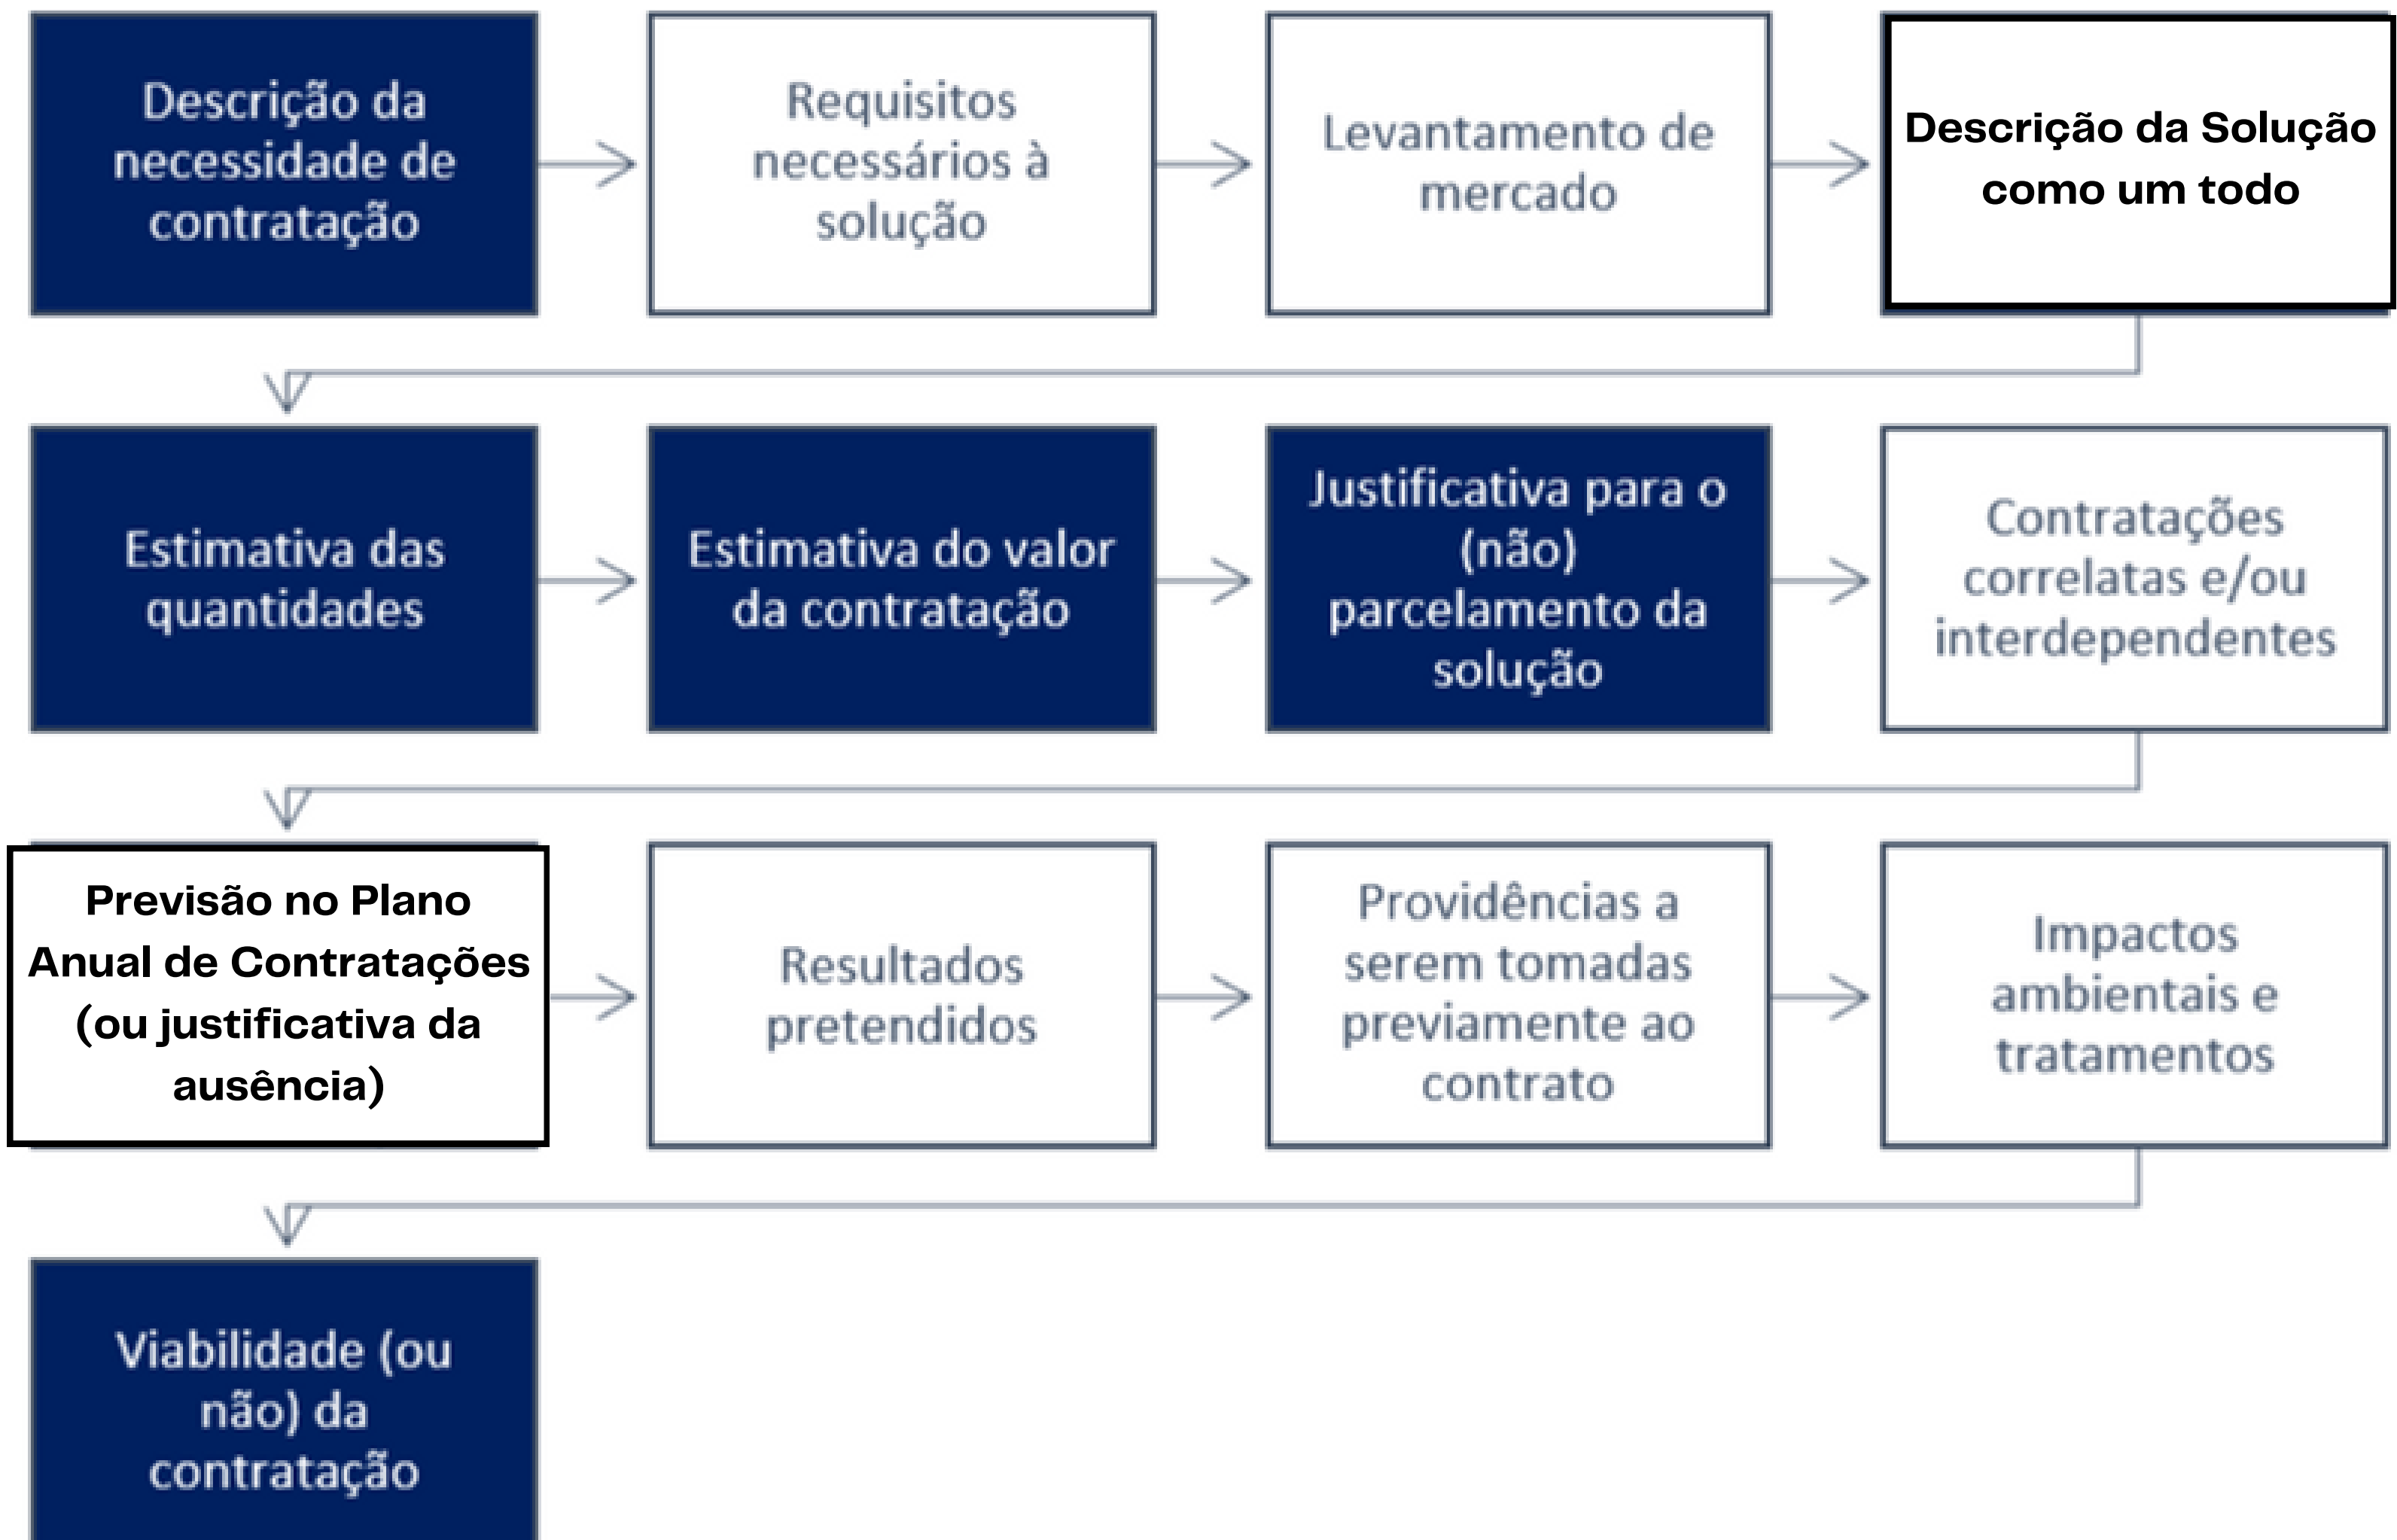 Descrição da
necessidade de
contratação
Requisitos
necessários à
solução
Levantamento de
mercado
Descrição da Solução
como um todo
Estimativa das
quantidades
Estimativa do valor
da contratação
Justificativa para o
(não)
parcelamento da
solução
Contratações
correlatas e/ou
interdependentes
Previsão no Plano
Anual de Contratações
(ou justificativa da
ausência)
Resultados
pretendidos
Providências a
serem tomadas
previamente ao
contrato
Impactos
ambientais e
tratamentos
Viabilidade (ou
não) da
contratação